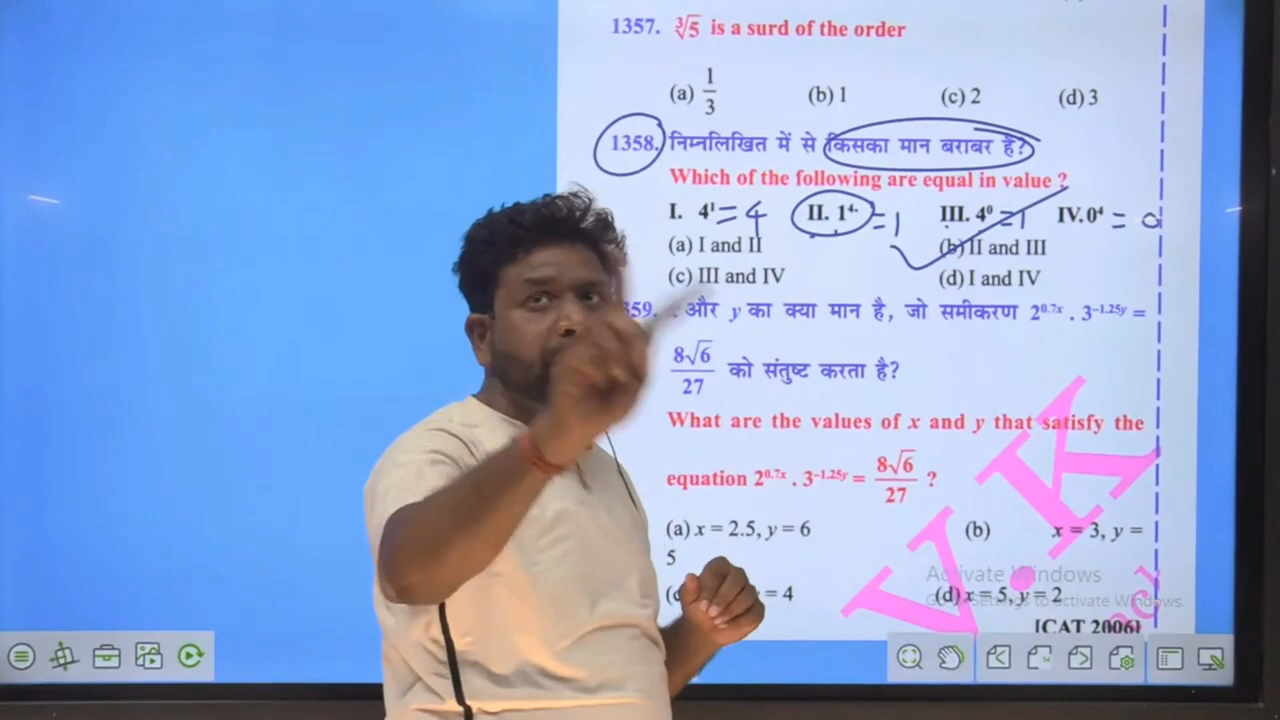 1357. ∛5 is a surd of the order
(a) 1/3 (b) 1 (c) 2 (d) 3
1358. निम्नलिखित में से किसका मान बराबर है?
Which of the following are equal in value ?
I. 4¹ = 4 II. 1⁴ = 1 III. 4⁰ = 1 IV. 0⁴ = 0
(a) I and II (b) II and III
(c) III and IV (d) I and IV
359. और y का क्या मान है, जो समीकरण 2^0.7x . 3^–1.25y =
8√6/27 को संतुष्ट करता है?
What are the values of x and y that satisfy the
equation 2^0.7x . 3^–1.25y = 8√6/27 ?
(a) x = 2.5, y = 6 (b) x = 3, y =
5
= 4 (d) x = 5, y = 2
[CAT 2006]
V.K
Activate Windows
to activate Windows.